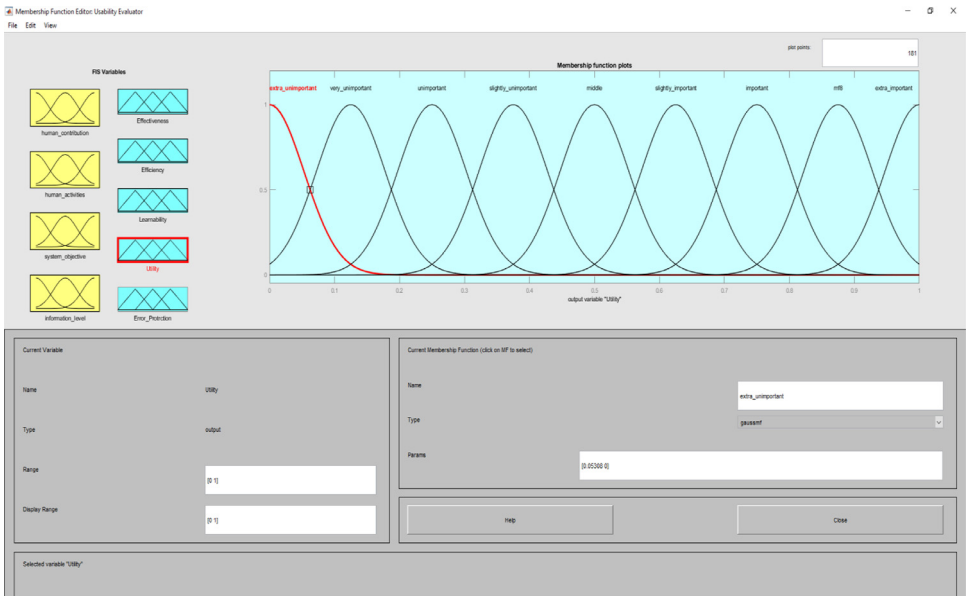 Membership Function Editor: Usability Evaluator
File Edit View
FIS Variables
human_contribution
human_activities
system_objective
information_level
Effectiveness
Efficiency
Learnability
Utility
Error_Protrction
plot points:
181
Membership function plots
extra_unimportant very_unimportant unimportant slightly_unimportant middle slightly_important important mf8 extra_important
1
0.5
0
0 0.1 0.2 0.3 0.4 0.5 0.6 0.7 0.8 0.9 1
output variable "Utility"
Current Variable
Name Utility
Type output
Range [0 1]
Display Range [0 1]
Current Membership Function (click on MF to select)
Name extra_unimportant
Type gaussmf
Params [0.05308 0]
Help Close
Selected variable "Utility"